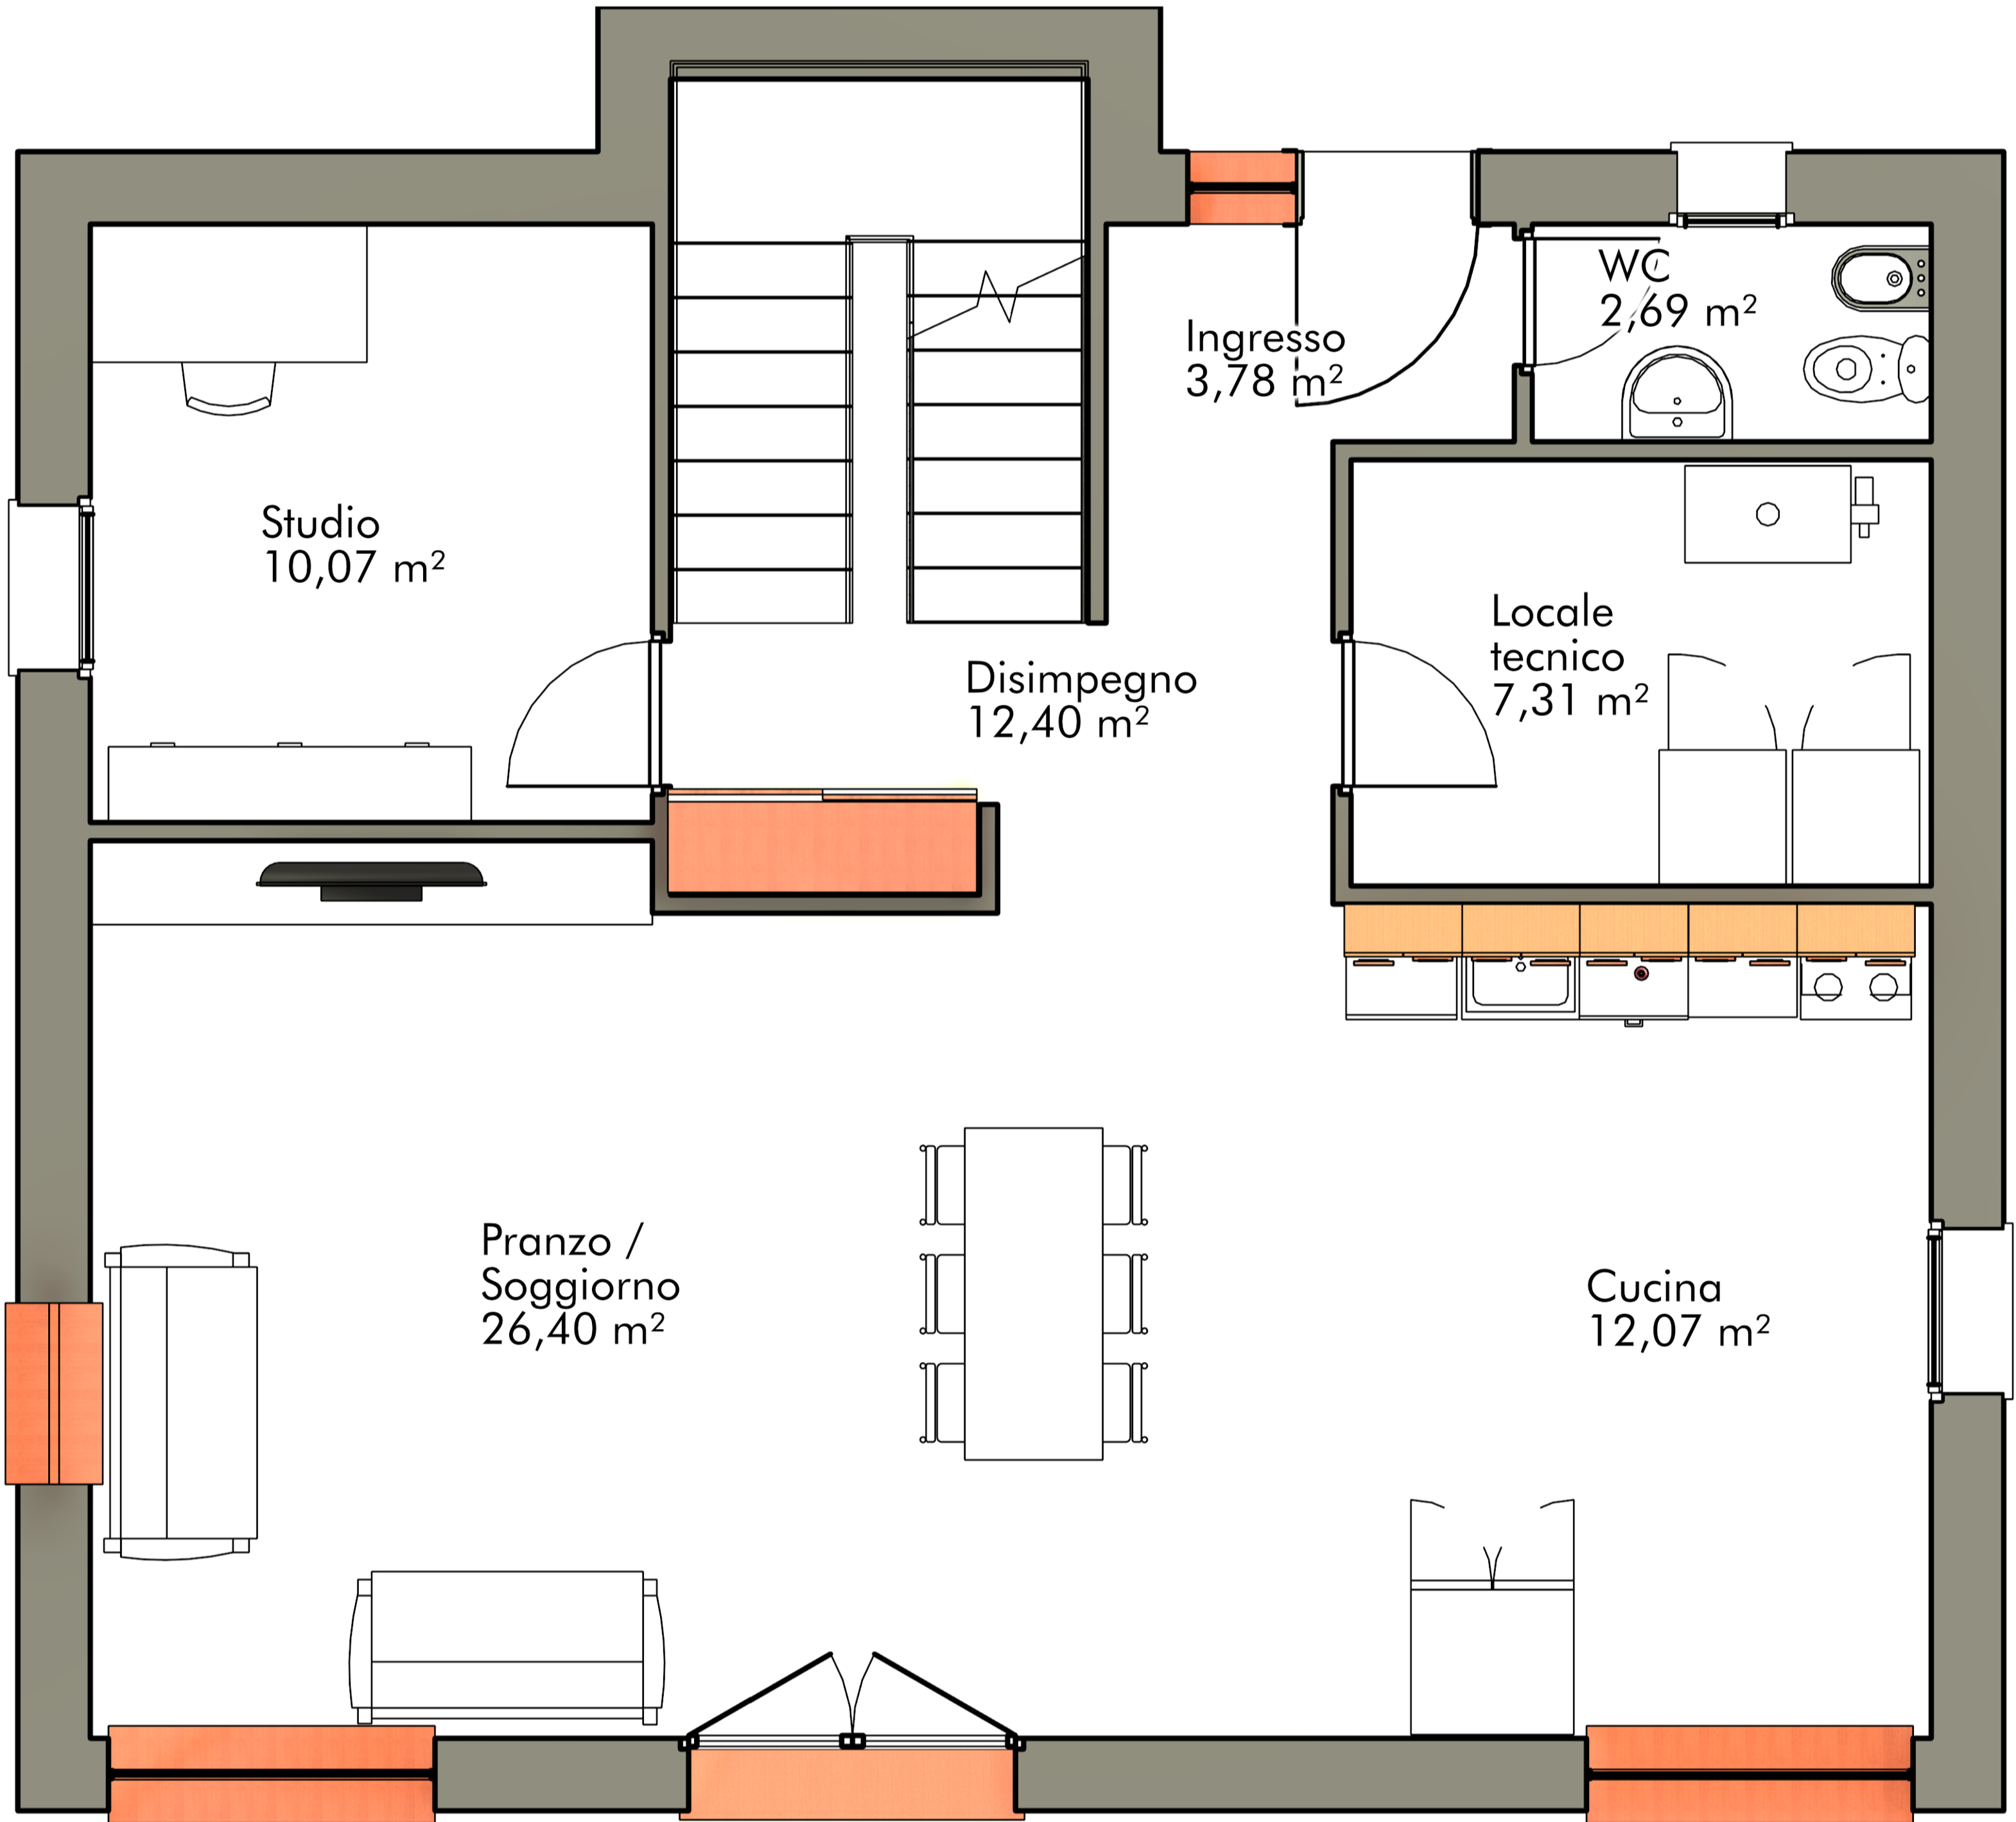 WC
2,69 m²
Ingresso
3,78 m²
Studio
10,07 m²
Locale
tecnico
7,31 m²
Disimpegno
12,40 m²
Pranzo /
Soggiorno
26,40 m²
Cucina
12,07 m²